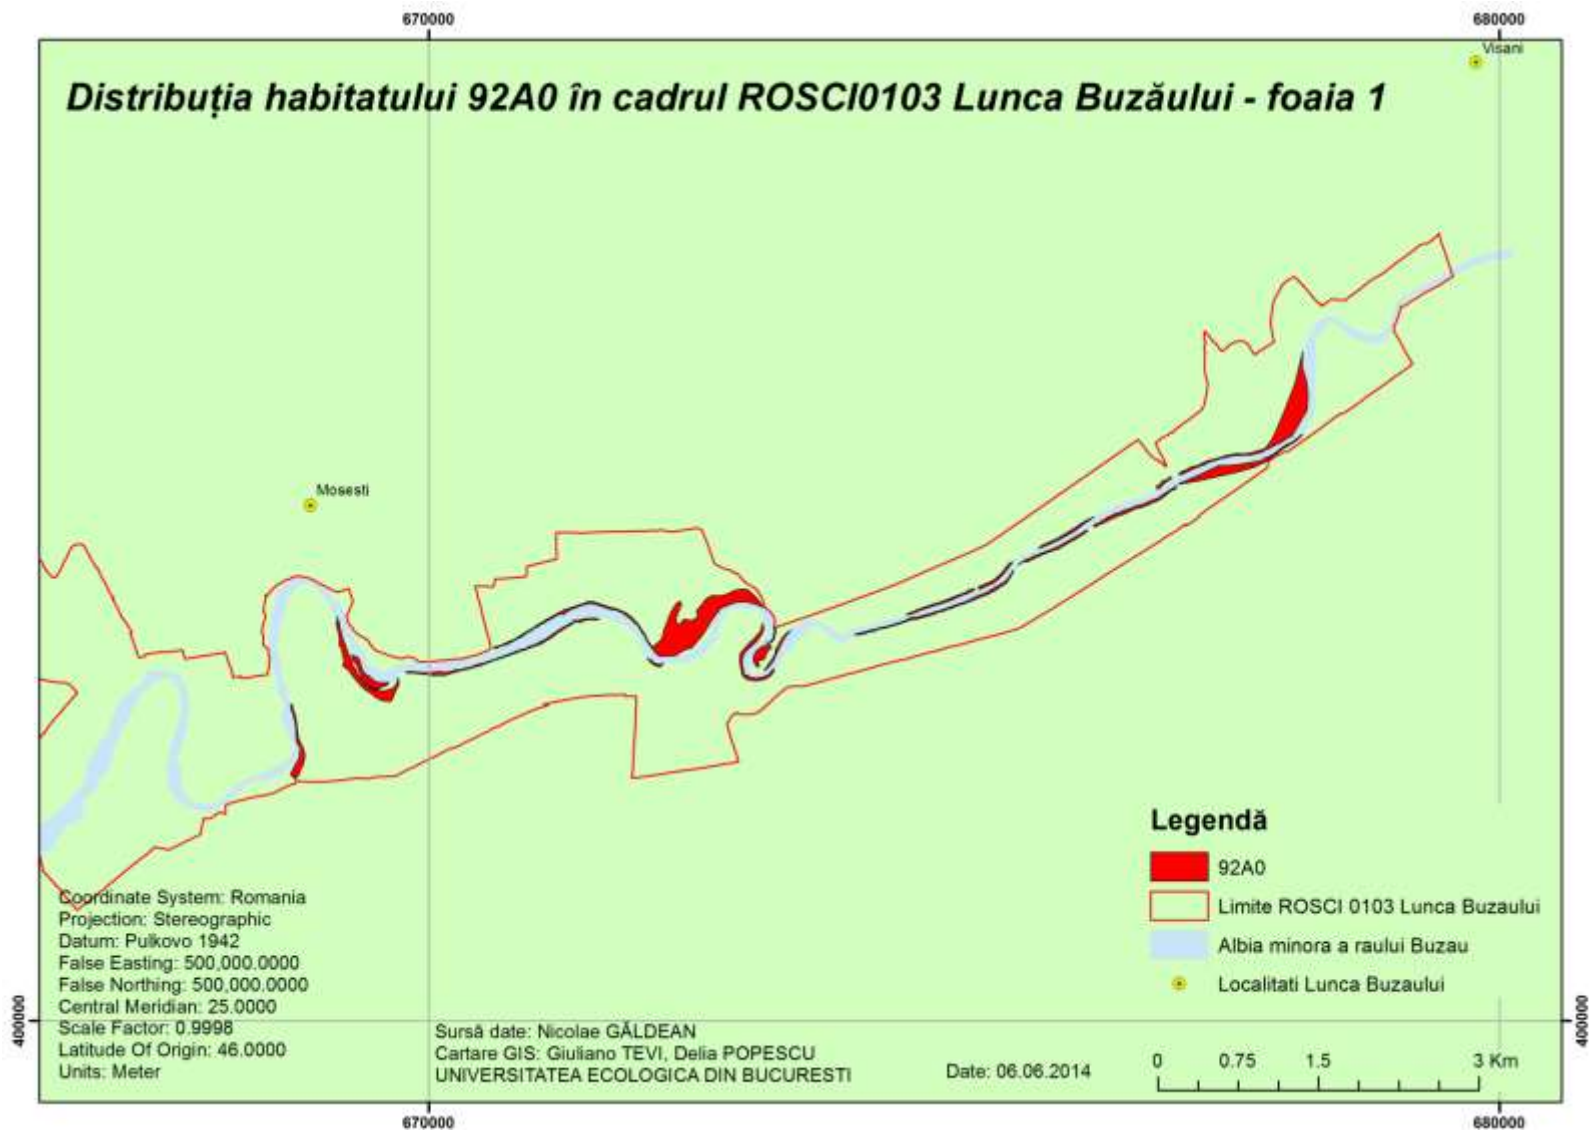 670000
680000
Visani
Distribuția habitatului 92A0 în cadrul ROSCI0103 Lunca Buzăului - foaia 1
Mosesti
Legendă
92A0
Limite ROSCI 0103 Lunca Buzaului
Albia minora a raului Buzau
Localitati Lunca Buzaului
Coordinate System: Romania
Projection: Stereographic
Datum: Pulkovo 1942
False Easting: 500,000.0000
False Northing: 500,000.0000
Central Meridian: 25.0000
Scale Factor: 0.9998
Latitude Of Origin: 46.0000
Units: Meter
400000
400000
Sursă date: Nicolae GĂLDEAN
Cartare GIS: Giuliano TEVI, Delia POPESCU
UNIVERSITATEA ECOLOGICA DIN BUCURESTI
Date: 06.06.2014
0 0.75 1.5 3 Km
670000
680000